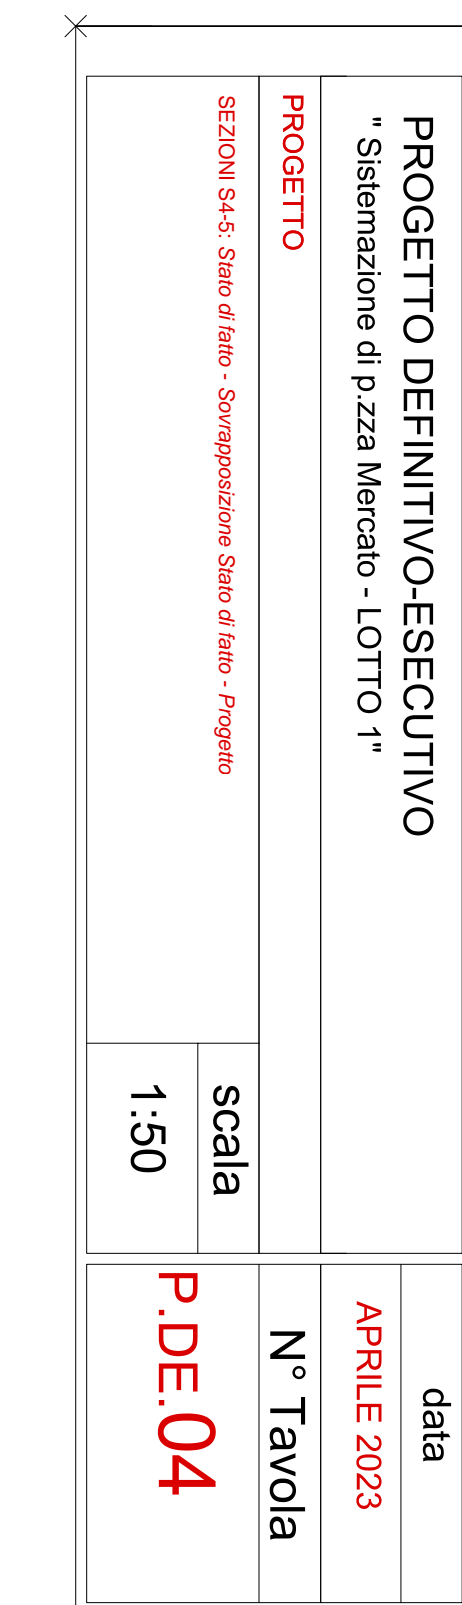 PROGETTO DEFINITIVO-ESECUTIVO
" Sistemazione di p.zza Mercato - LOTTO 1"
data
APRILE 2023
PROGETTO
N° Tavola
SEZIONI S4-5: Stato di fatto - Sovrapposizione Stato di fatto - Progetto
scala
1:50
P.DE.04